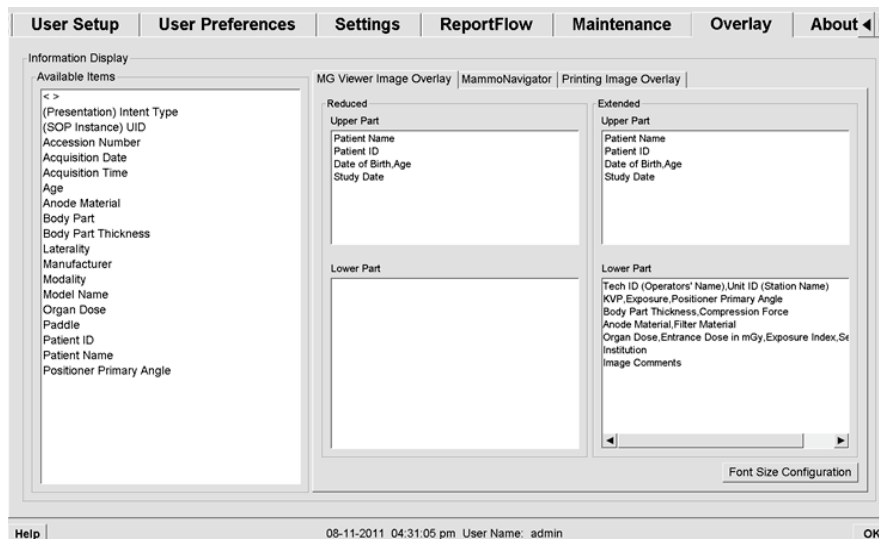 User Setup
User Preferences
Settings
ReportFlow
Maintenance
Overlay
About
Information Display
Available Items
< >
(Presentation) Intent Type
(SOP Instance) UID
Accession Number
Acquisition Date
Acquisition Time
Age
Anode Material
Body Part
Body Part Thickness
Laterality
Manufacturer
Modality
Model Name
Organ Dose
Paddle
Patient ID
Patient Name
Positioner Primary Angle
MG Viewer Image Overlay
MammoNavigator
Printing Image Overlay
Reduced
Upper Part
Patient Name
Patient ID
Date of Birth,Age
Study Date
Lower Part
Extended
Upper Part
Patient Name
Patient ID
Date of Birth,Age
Study Date
Lower Part
Tech ID (Operators' Name),Unit ID (Station Name)
KVP,Exposure,Positioner Primary Angle
Body Part Thickness,Compression Force
Anode Material,Filter Material
Organ Dose,Entrance Dose in mGy,Exposure Index,Se
Institution
Image Comments
Font Size Configuration
Help
08-11-2011 04:31:05 pm User Name: admin
OK